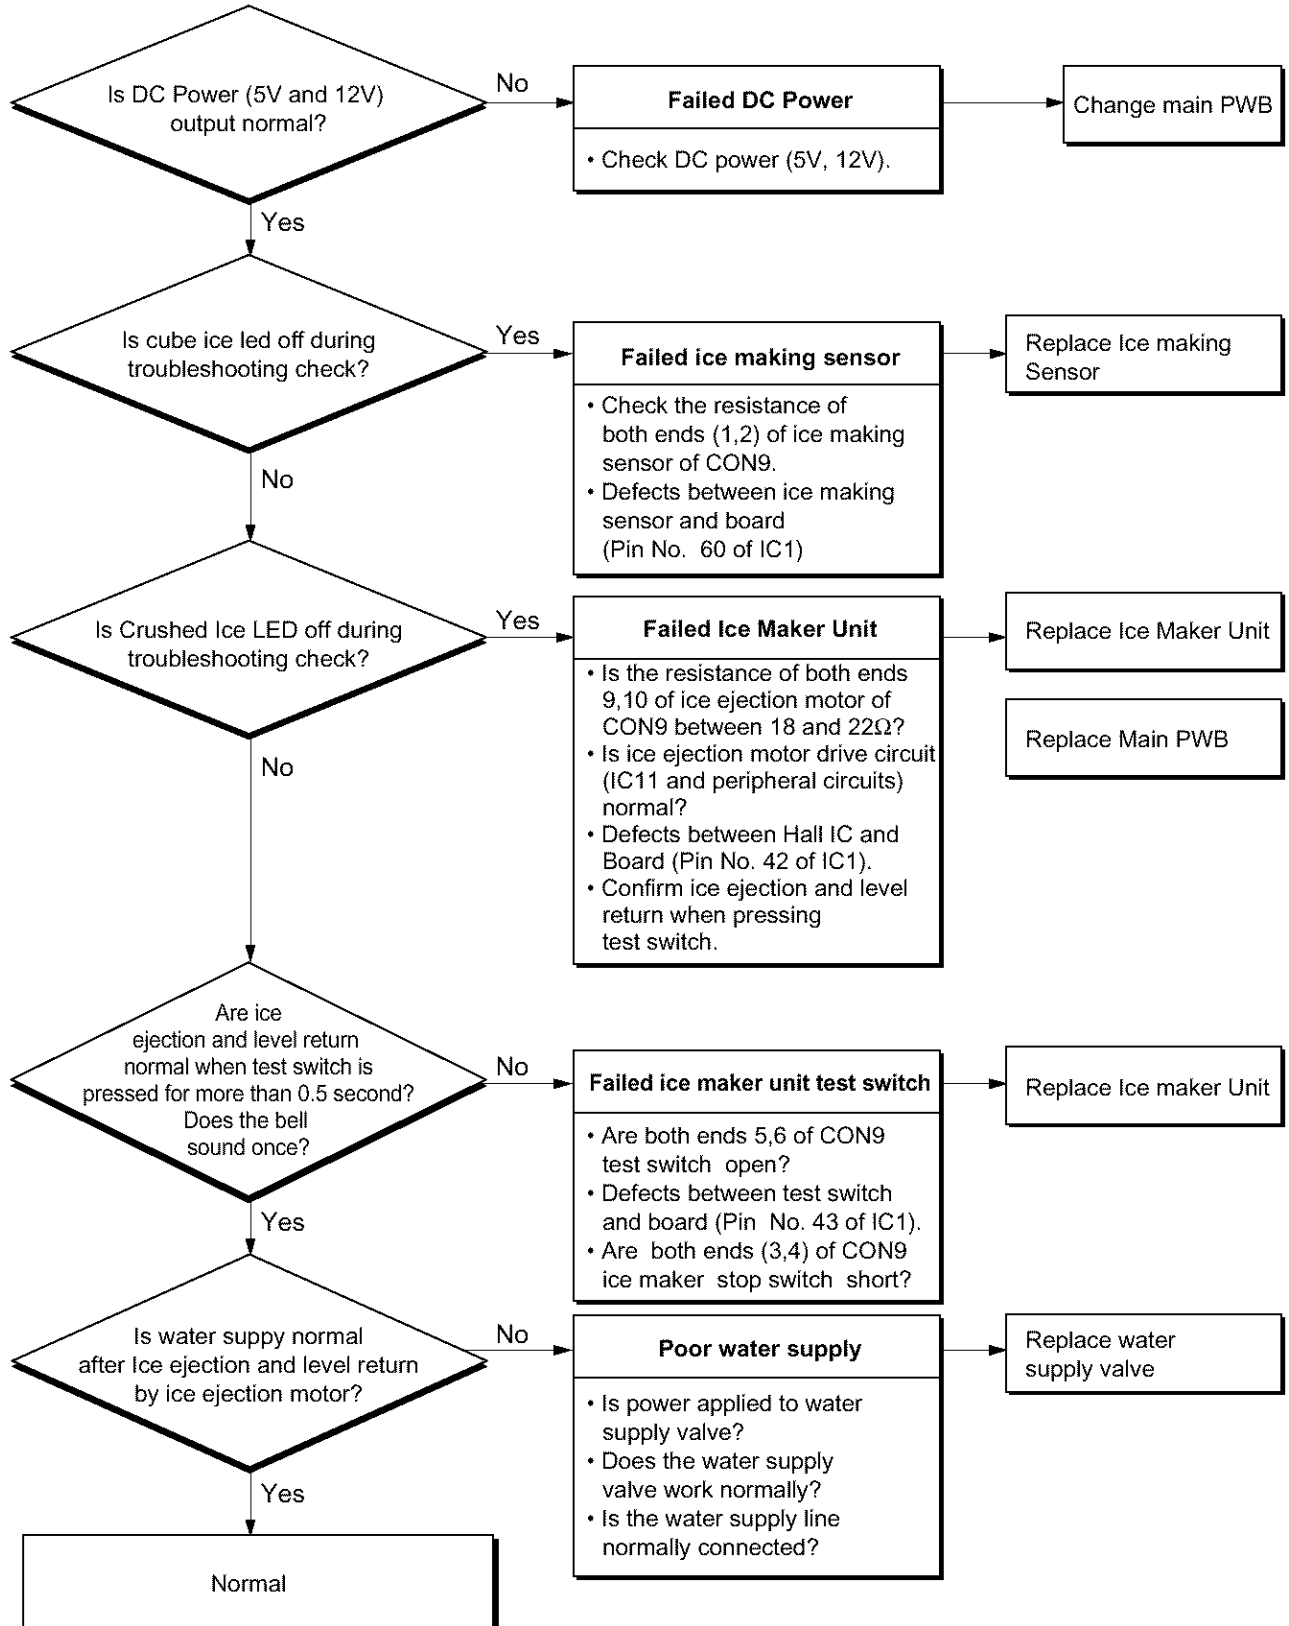 Is DC Power (5V and 12V)
output normal?
No
Failed DC Power
• Check DC power (5V, 12V).
Change main PWB
Yes
Is cube ice led off during
troubleshooting check?
Yes
Failed ice making sensor
• Check the resistance of
both ends (1,2) of ice making
sensor of CON9.
• Defects between ice making
sensor and board
(Pin No. 60 of IC1)
Replace Ice making
Sensor
No
Is Crushed Ice LED off during
troubleshooting check?
Yes
Failed Ice Maker Unit
• Is the resistance of both ends
9,10 of ice ejection motor of
CON9 between 18 and 22Ω?
• Is ice ejection motor drive circuit
(IC11 and peripheral circuits)
normal?
• Defects between Hall IC and
Board (Pin No. 42 of IC1).
• Confirm ice ejection and level
return when pressing
test switch.
Replace Ice Maker Unit
Replace Main PWB
No
Are ice
ejection and level return
normal when test switch is
pressed for more than 0.5 second?
Does the bell
sound once?
No
Failed ice maker unit test switch
• Are both ends 5,6 of CON9
test switch open?
• Defects between test switch
and board (Pin No. 43 of IC1).
• Are both ends (3,4) of CON9
ice maker stop switch short?
Replace Ice maker Unit
Yes
Is water suppy normal
after Ice ejection and level return
by ice ejection motor?
No
Poor water supply
• Is power applied to water
supply valve?
• Does the water supply
valve work normally?
• Is the water supply line
normally connected?
Replace water
supply valve
Yes
Normal